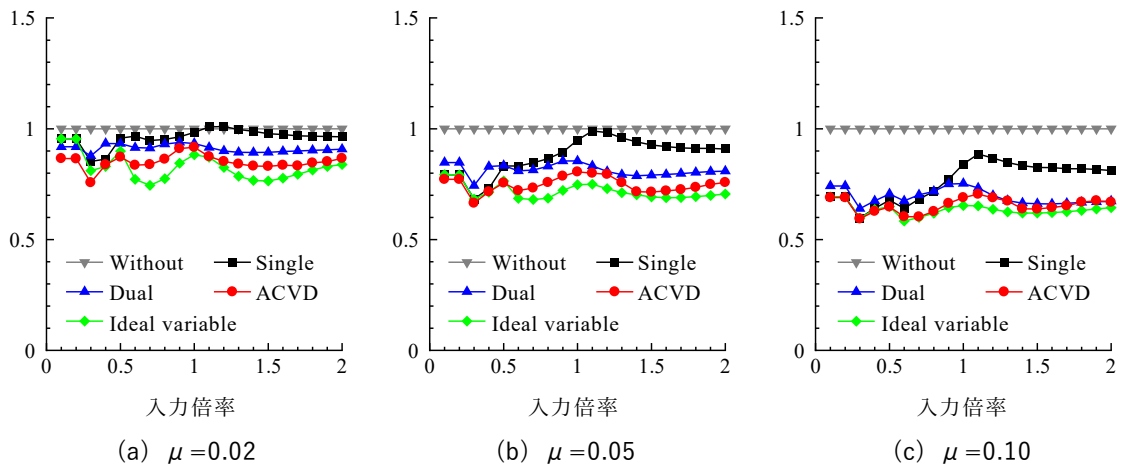 1.5
1
0.5
0
Without Single
Dual ACVD
Ideal variable
0 0.5 1 1.5 2
入力倍率
(a) μ=0.02
1.5
1
0.5
0
Without Single
Dual ACVD
Ideal variable
0 0.5 1 1.5 2
入力倍率
(b) μ=0.05
1.5
1
0.5
0
Without Single
Dual ACVD
Ideal variable
0 0.5 1 1.5 2
入力倍率
(c) μ=0.10